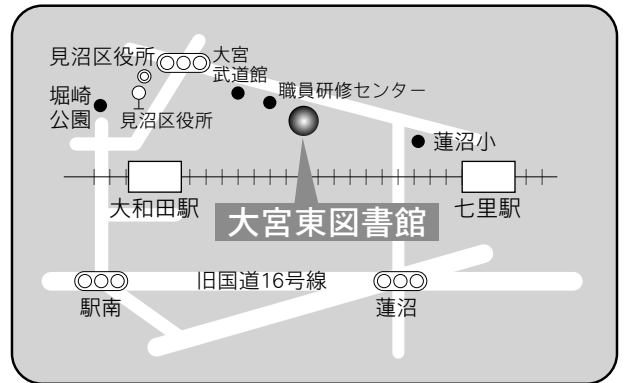 見沼区役所
大宮
武道館
職員研修センター
堀崎
公園
見沼区役所
蓮沼小
大和田駅
大宮東図書館
七里駅
旧国道16号線
駅南
蓮沼